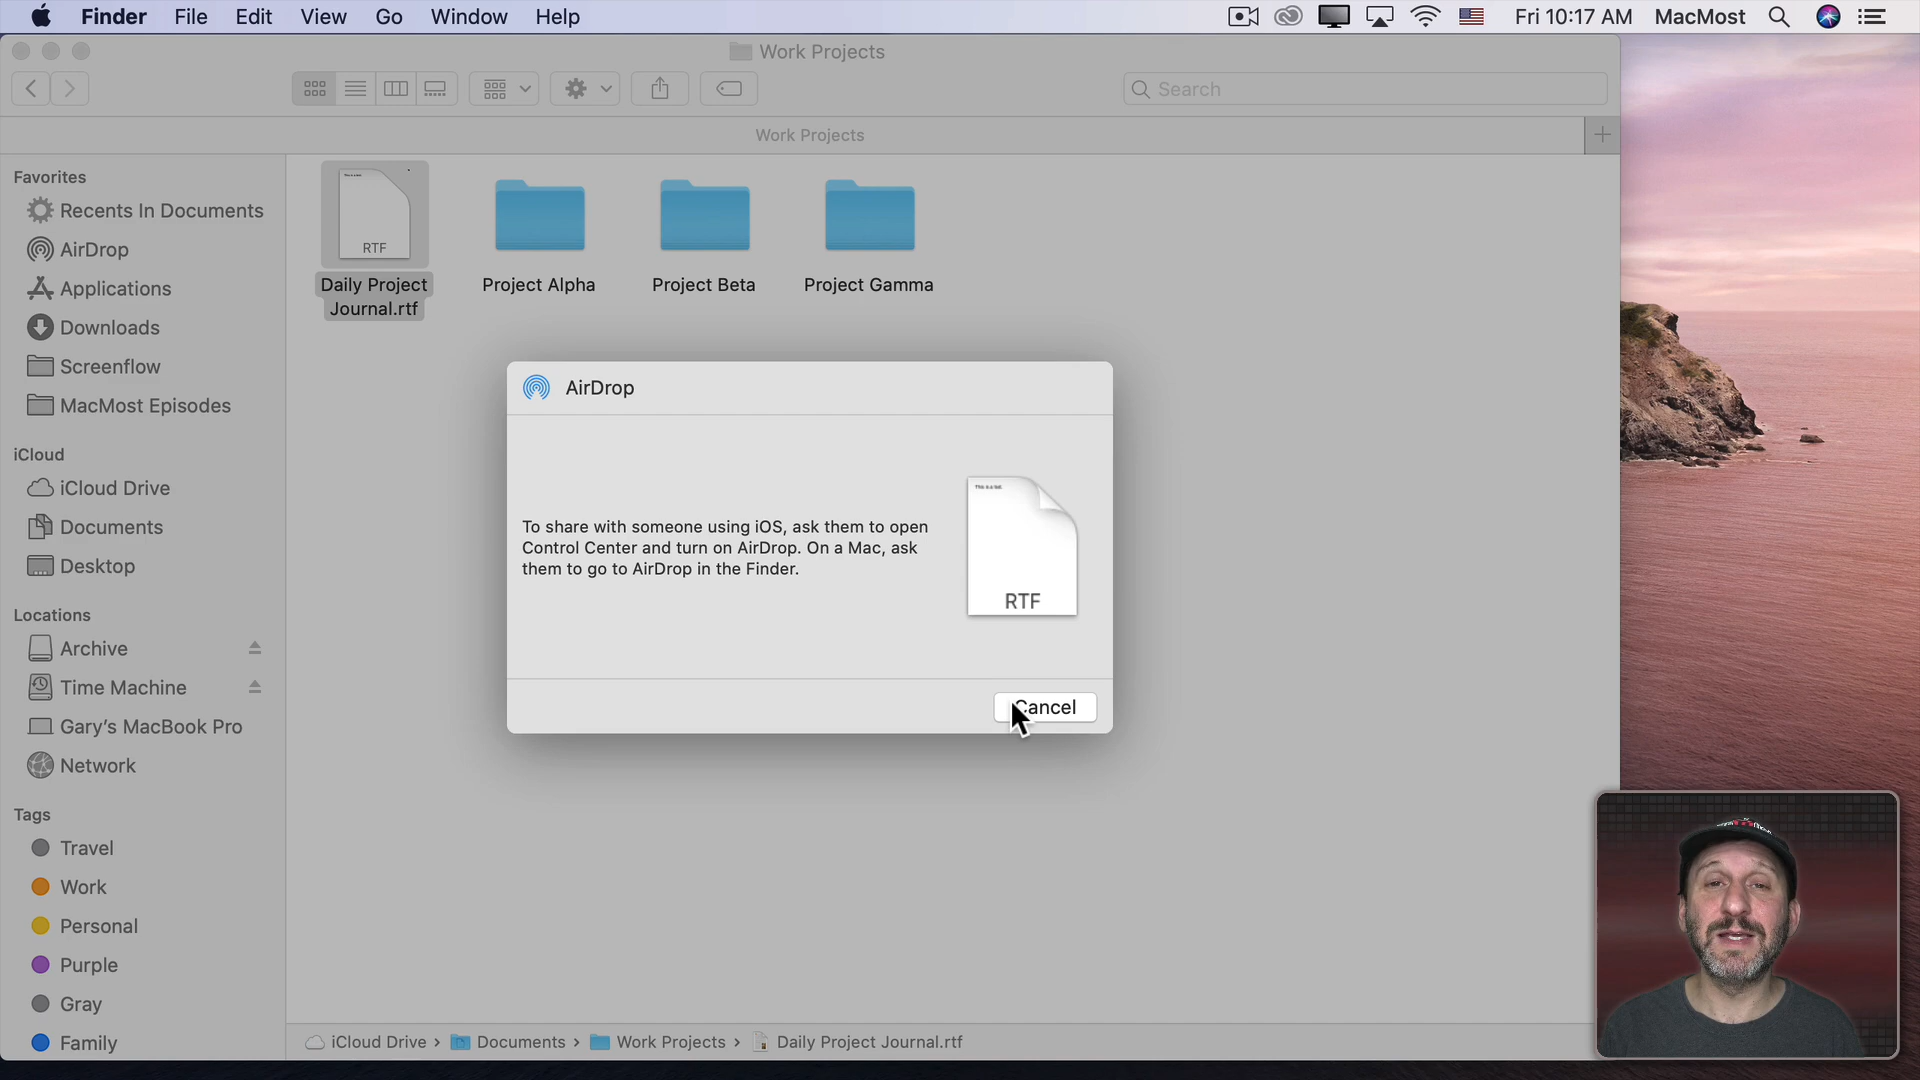 Finder File Edit View Go Window Help Fri 10:17 AM MacMost
Work Projects
Search
Work Projects
Favorites
Recents In Documents
AirDrop
Applications
Downloads
Screenflow
MacMost Episodes
iCloud
iCloud Drive
Documents
Desktop
Locations
Archive
Time Machine
Gary’s MacBook Pro
Network
Tags
Travel
Work
Personal
Purple
Gray
Family
RTF
Daily Project
Journal.rtf
Project Alpha
Project Beta
Project Gamma
AirDrop
To share with someone using iOS, ask them to open
Control Center and turn on AirDrop. On a Mac, ask
them to go to AirDrop in the Finder.
RTF
Cancel
iCloud Drive › Documents › Work Projects › Daily Project Journal.rtf